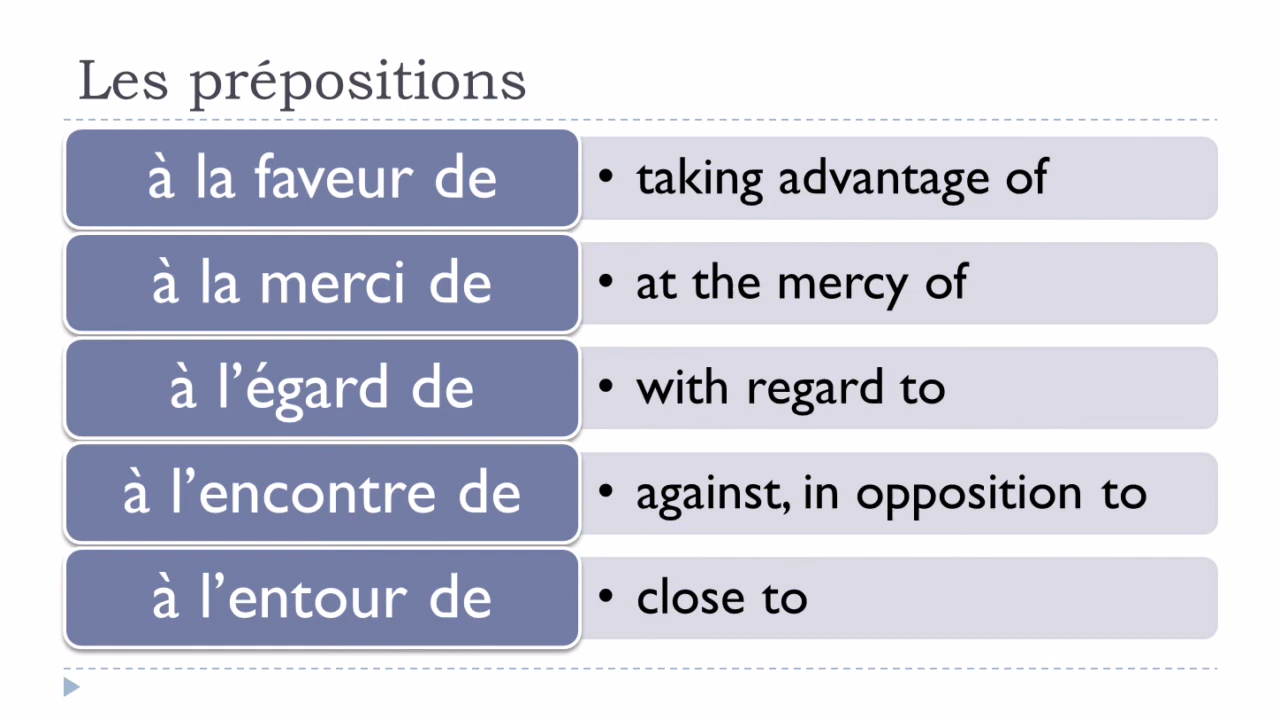 Les prépositions
à la faveur de
• taking advantage of
à la merci de
• at the mercy of
à l’égard de
• with regard to
à l’encontre de
• against, in opposition to
à l’entour de
• close to